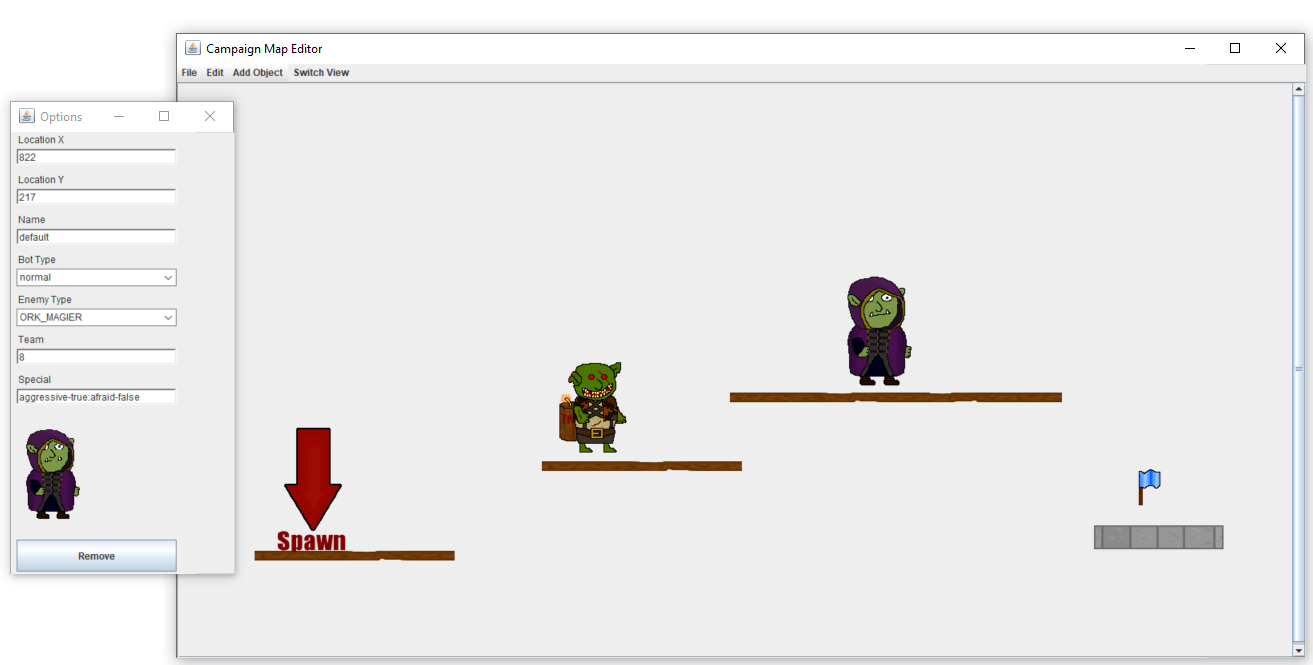 Campaign Map Editor
File Edit Add Object Switch View
Options
Location X
822
Location Y
217
Name
default
Bot Type
normal
Enemy Type
ORK_MAGIER
Team
8
Special
aggressive-true:afraid-false
Remove
Spawn